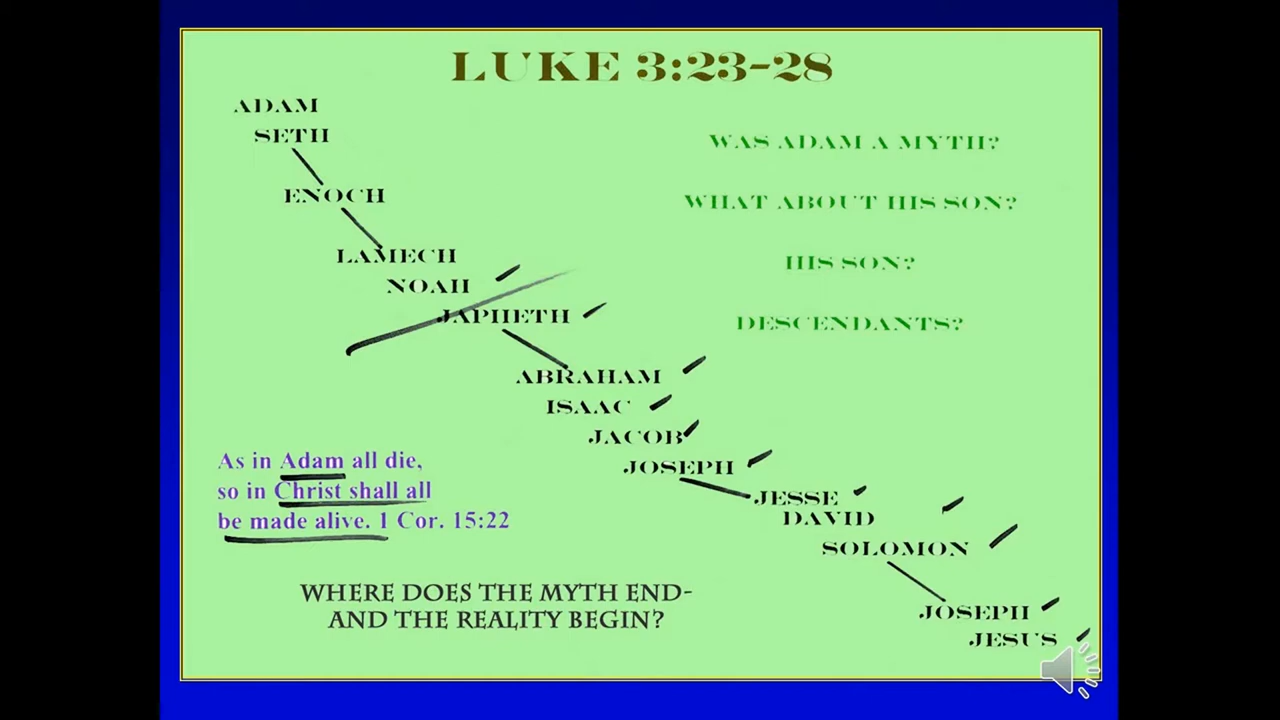 LUKE 3:23-28
ADAM
SETH
ENOCH
LAMECH
NOAH
JAPHETH
ABRAHAM
ISAAC
JACOB
JOSEPH
JESSE
DAVID
SOLOMON
JOSEPH
JESUS
WAS ADAM A MYTH?
WHAT ABOUT HIS SON?
HIS SON?
DESCENDANTS?
As in Adam all die,
so in Christ shall all
be made alive. 1 Cor. 15:22
WHERE DOES THE MYTH END-
AND THE REALITY BEGIN?